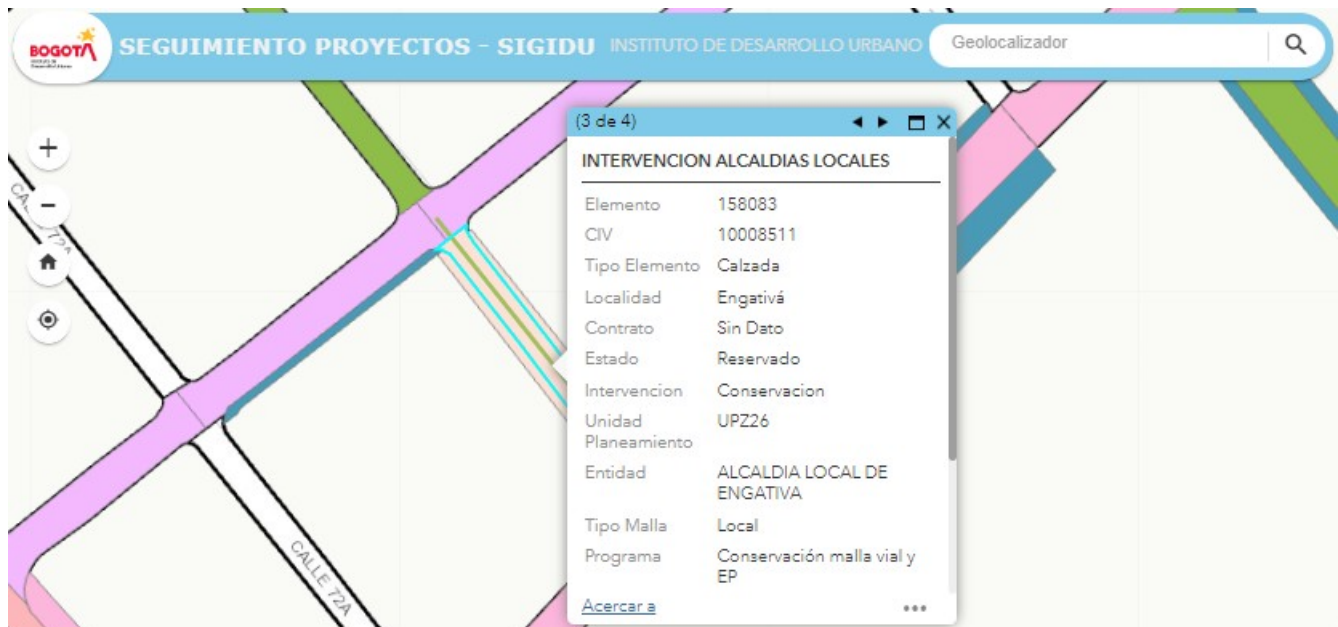 BOGOTÁ
SEGUIMIENTO PROYECTOS - SIGIDU INSTITUTO DE DESARROLLO URBANO
Geolocalizador
(3 de 4)
INTERVENCION ALCALDIAS LOCALES
Elemento 158083
CIV 10008511
Tipo Elemento Calzada
Localidad Engativá
Contrato Sin Dato
Estado Reservado
Intervencion Conservacion
Unidad UPZ26
Planeamiento
Entidad ALCALDIA LOCAL DE
ENGATIVA
Tipo Malla Local
Programa Conservación malla vial y
EP
Acercar a
CALLE 72A